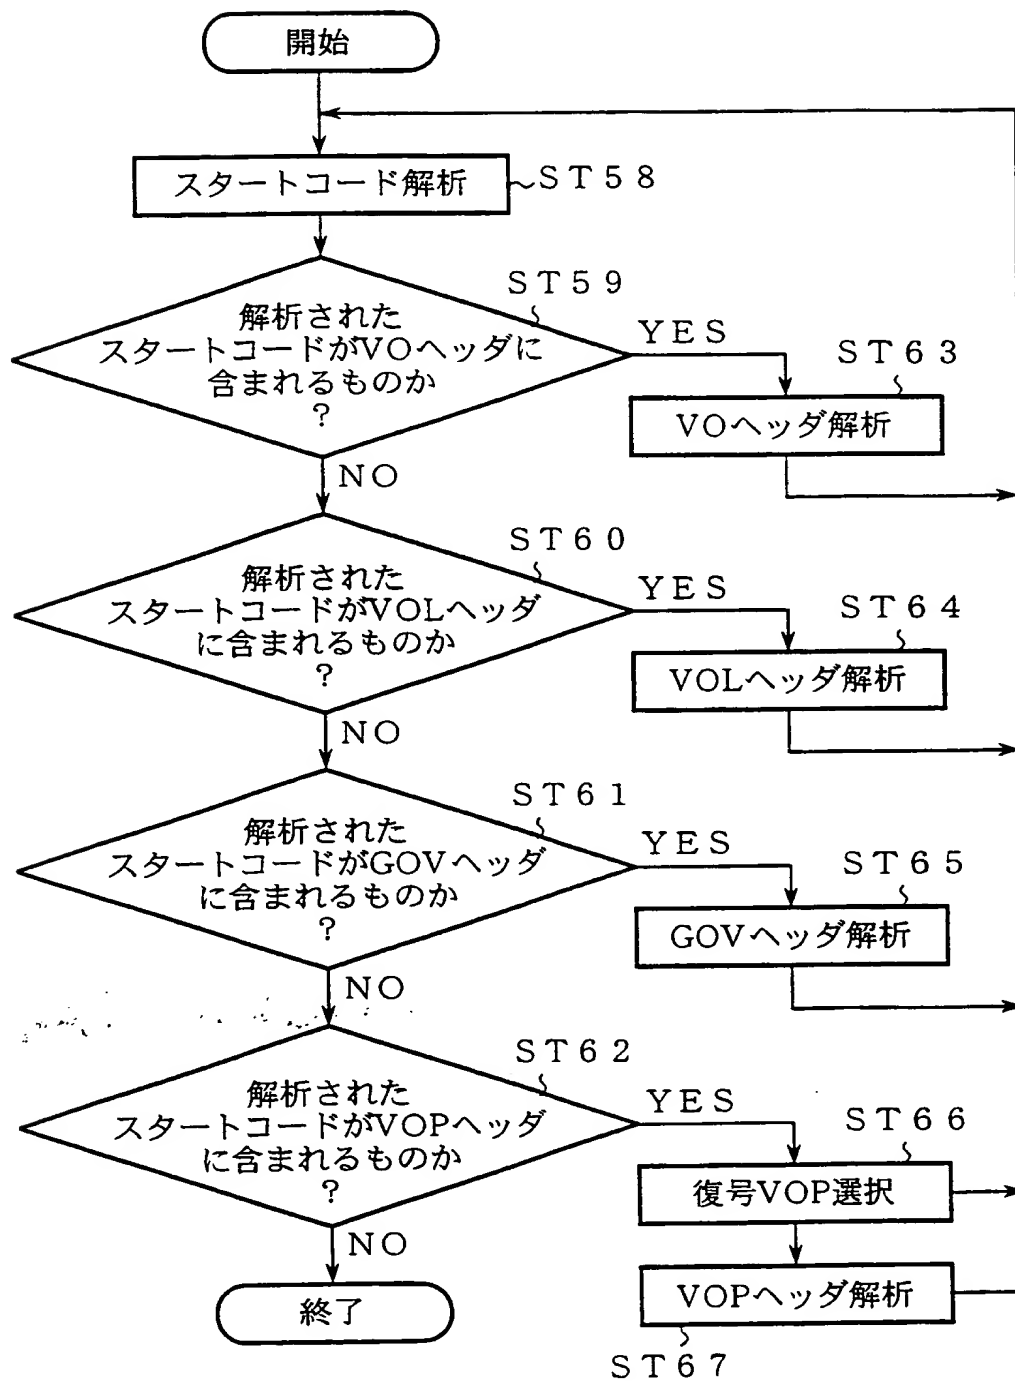 開始
スタートコード解析
ST58
ST59
解析された
スタートコードがVOヘッダに
含まれるものか
?
YES
ST63
VOヘッダ解析
NO
ST60
解析された
スタートコードがVOLヘッダ
に含まれるものか
?
YES
ST64
VOLヘッダ解析
NO
ST61
解析された
スタートコードがGOVヘッダ
に含まれるものか
?
YES
ST65
GOVヘッダ解析
NO
ST62
解析された
スタートコードがVOPヘッダ
に含まれるものか
?
YES
ST66
復号VOP選択
NO
VOPヘッダ解析
終了
ST67